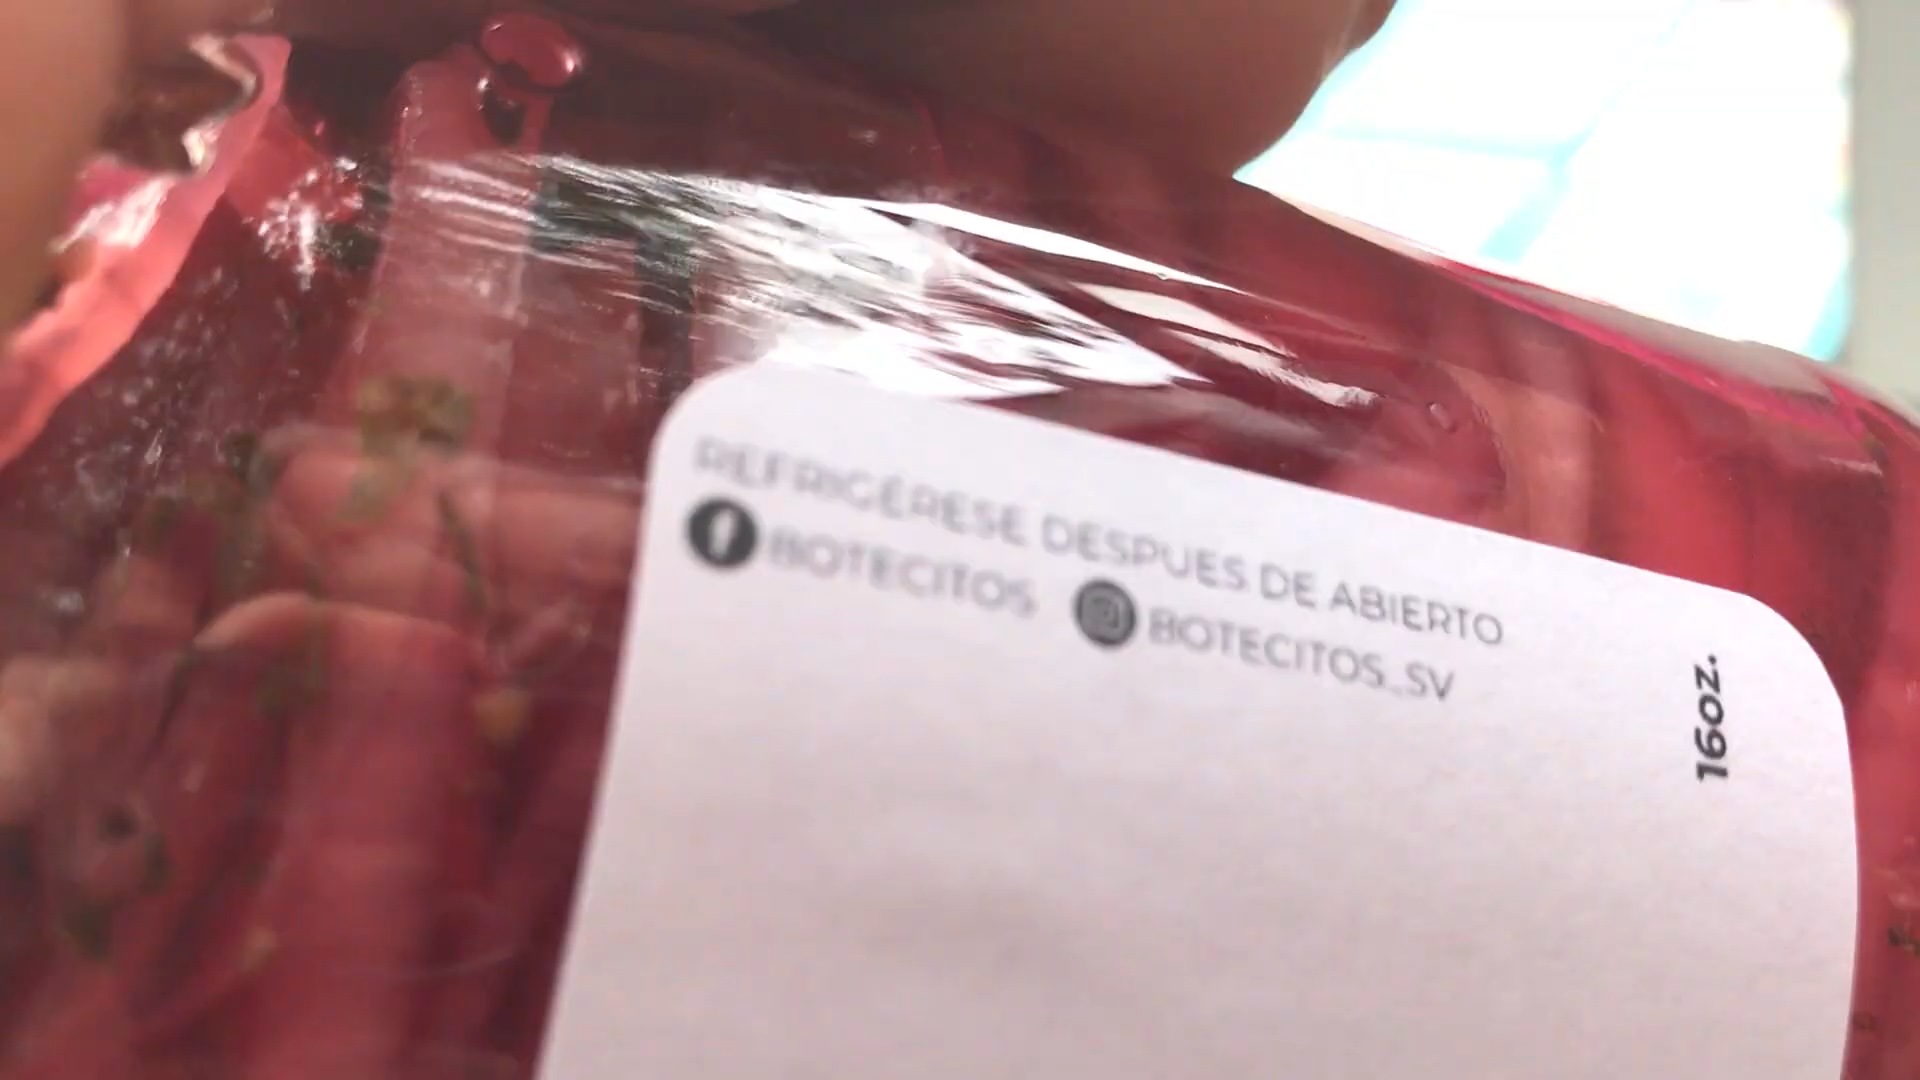 REFRIGÉRESE DESPUES DE ABIERTO
BOTECITOS BOTECITOS_SV
16oz.